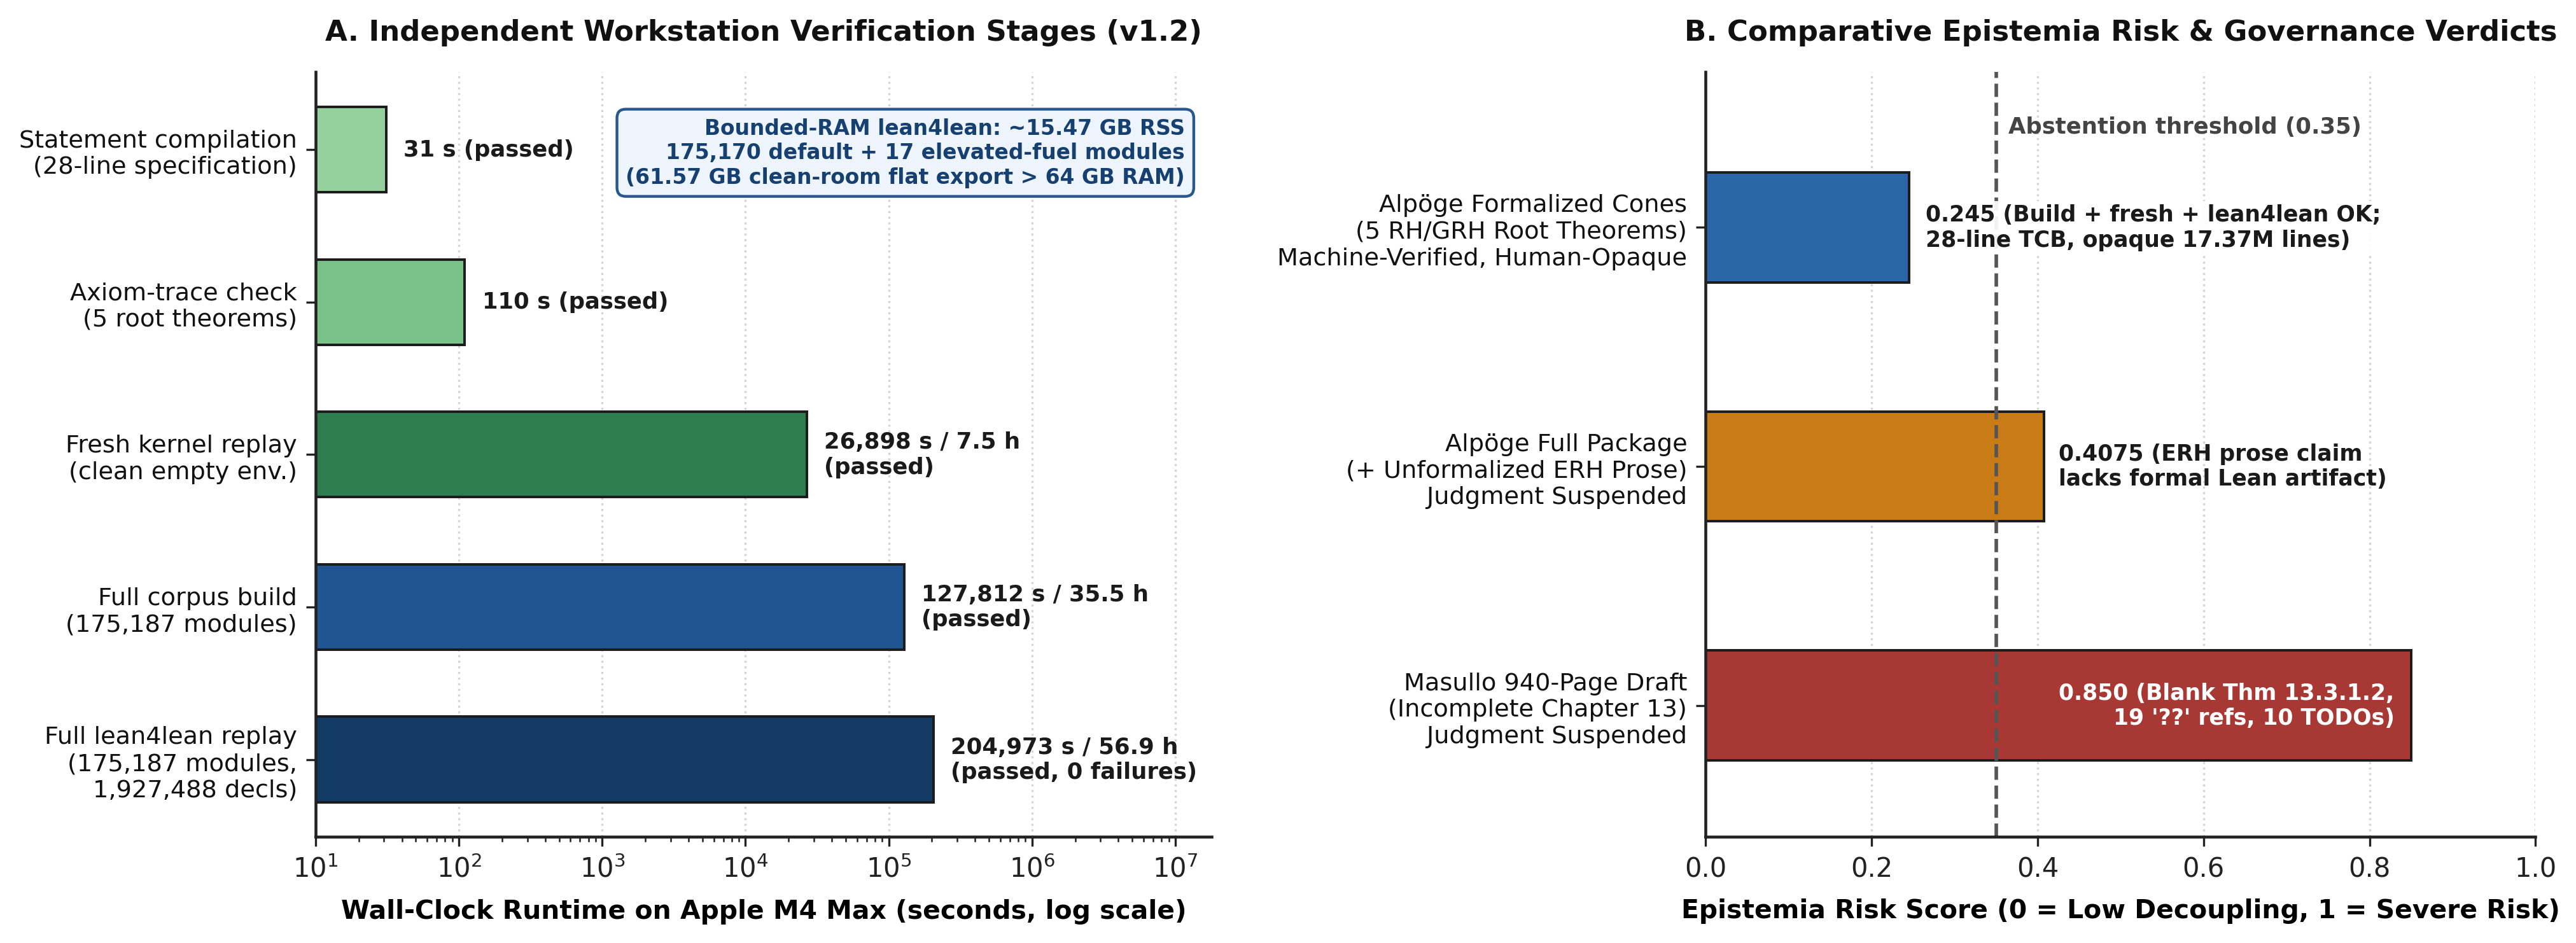 A. Independent Workstation Verification Stages (v1.2)
Statement compilation
(28-line specification)
31 s (passed)
Bounded-RAM lean4lean: ~15.47 GB RSS
175,170 default + 17 elevated-fuel modules
(61.57 GB clean-room flat export > 64 GB RAM)
Axiom-trace check
(5 root theorems)
110 s (passed)
Fresh kernel replay
(clean empty env.)
26,898 s / 7.5 h
(passed)
Full corpus build
(175,187 modules)
127,812 s / 35.5 h
(passed)
Full lean4lean replay
(175,187 modules,
1,927,488 decls)
204,973 s / 56.9 h
(passed, 0 failures)
10¹ 10² 10³ 10⁴ 10⁵ 10⁶ 10⁷
Wall-Clock Runtime on Apple M4 Max (seconds, log scale)
B. Comparative Epistemia Risk & Governance Verdicts
Abstention threshold (0.35)
Alpöge Formalized Cones
(5 RH/GRH Root Theorems)
Machine-Verified, Human-Opaque
0.245 (Build + fresh + lean4lean OK;
28-line TCB, opaque 17.37M lines)
Alpöge Full Package
(+ Unformalized ERH Prose)
Judgment Suspended
0.4075 (ERH prose claim
lacks formal Lean artifact)
Masullo 940-Page Draft
(Incomplete Chapter 13)
Judgment Suspended
0.850 (Blank Thm 13.3.1.2,
19 '??' refs, 10 TODOs)
0.0 0.2 0.4 0.6 0.8 1.0
Epistemia Risk Score (0 = Low Decoupling, 1 = Severe Risk)